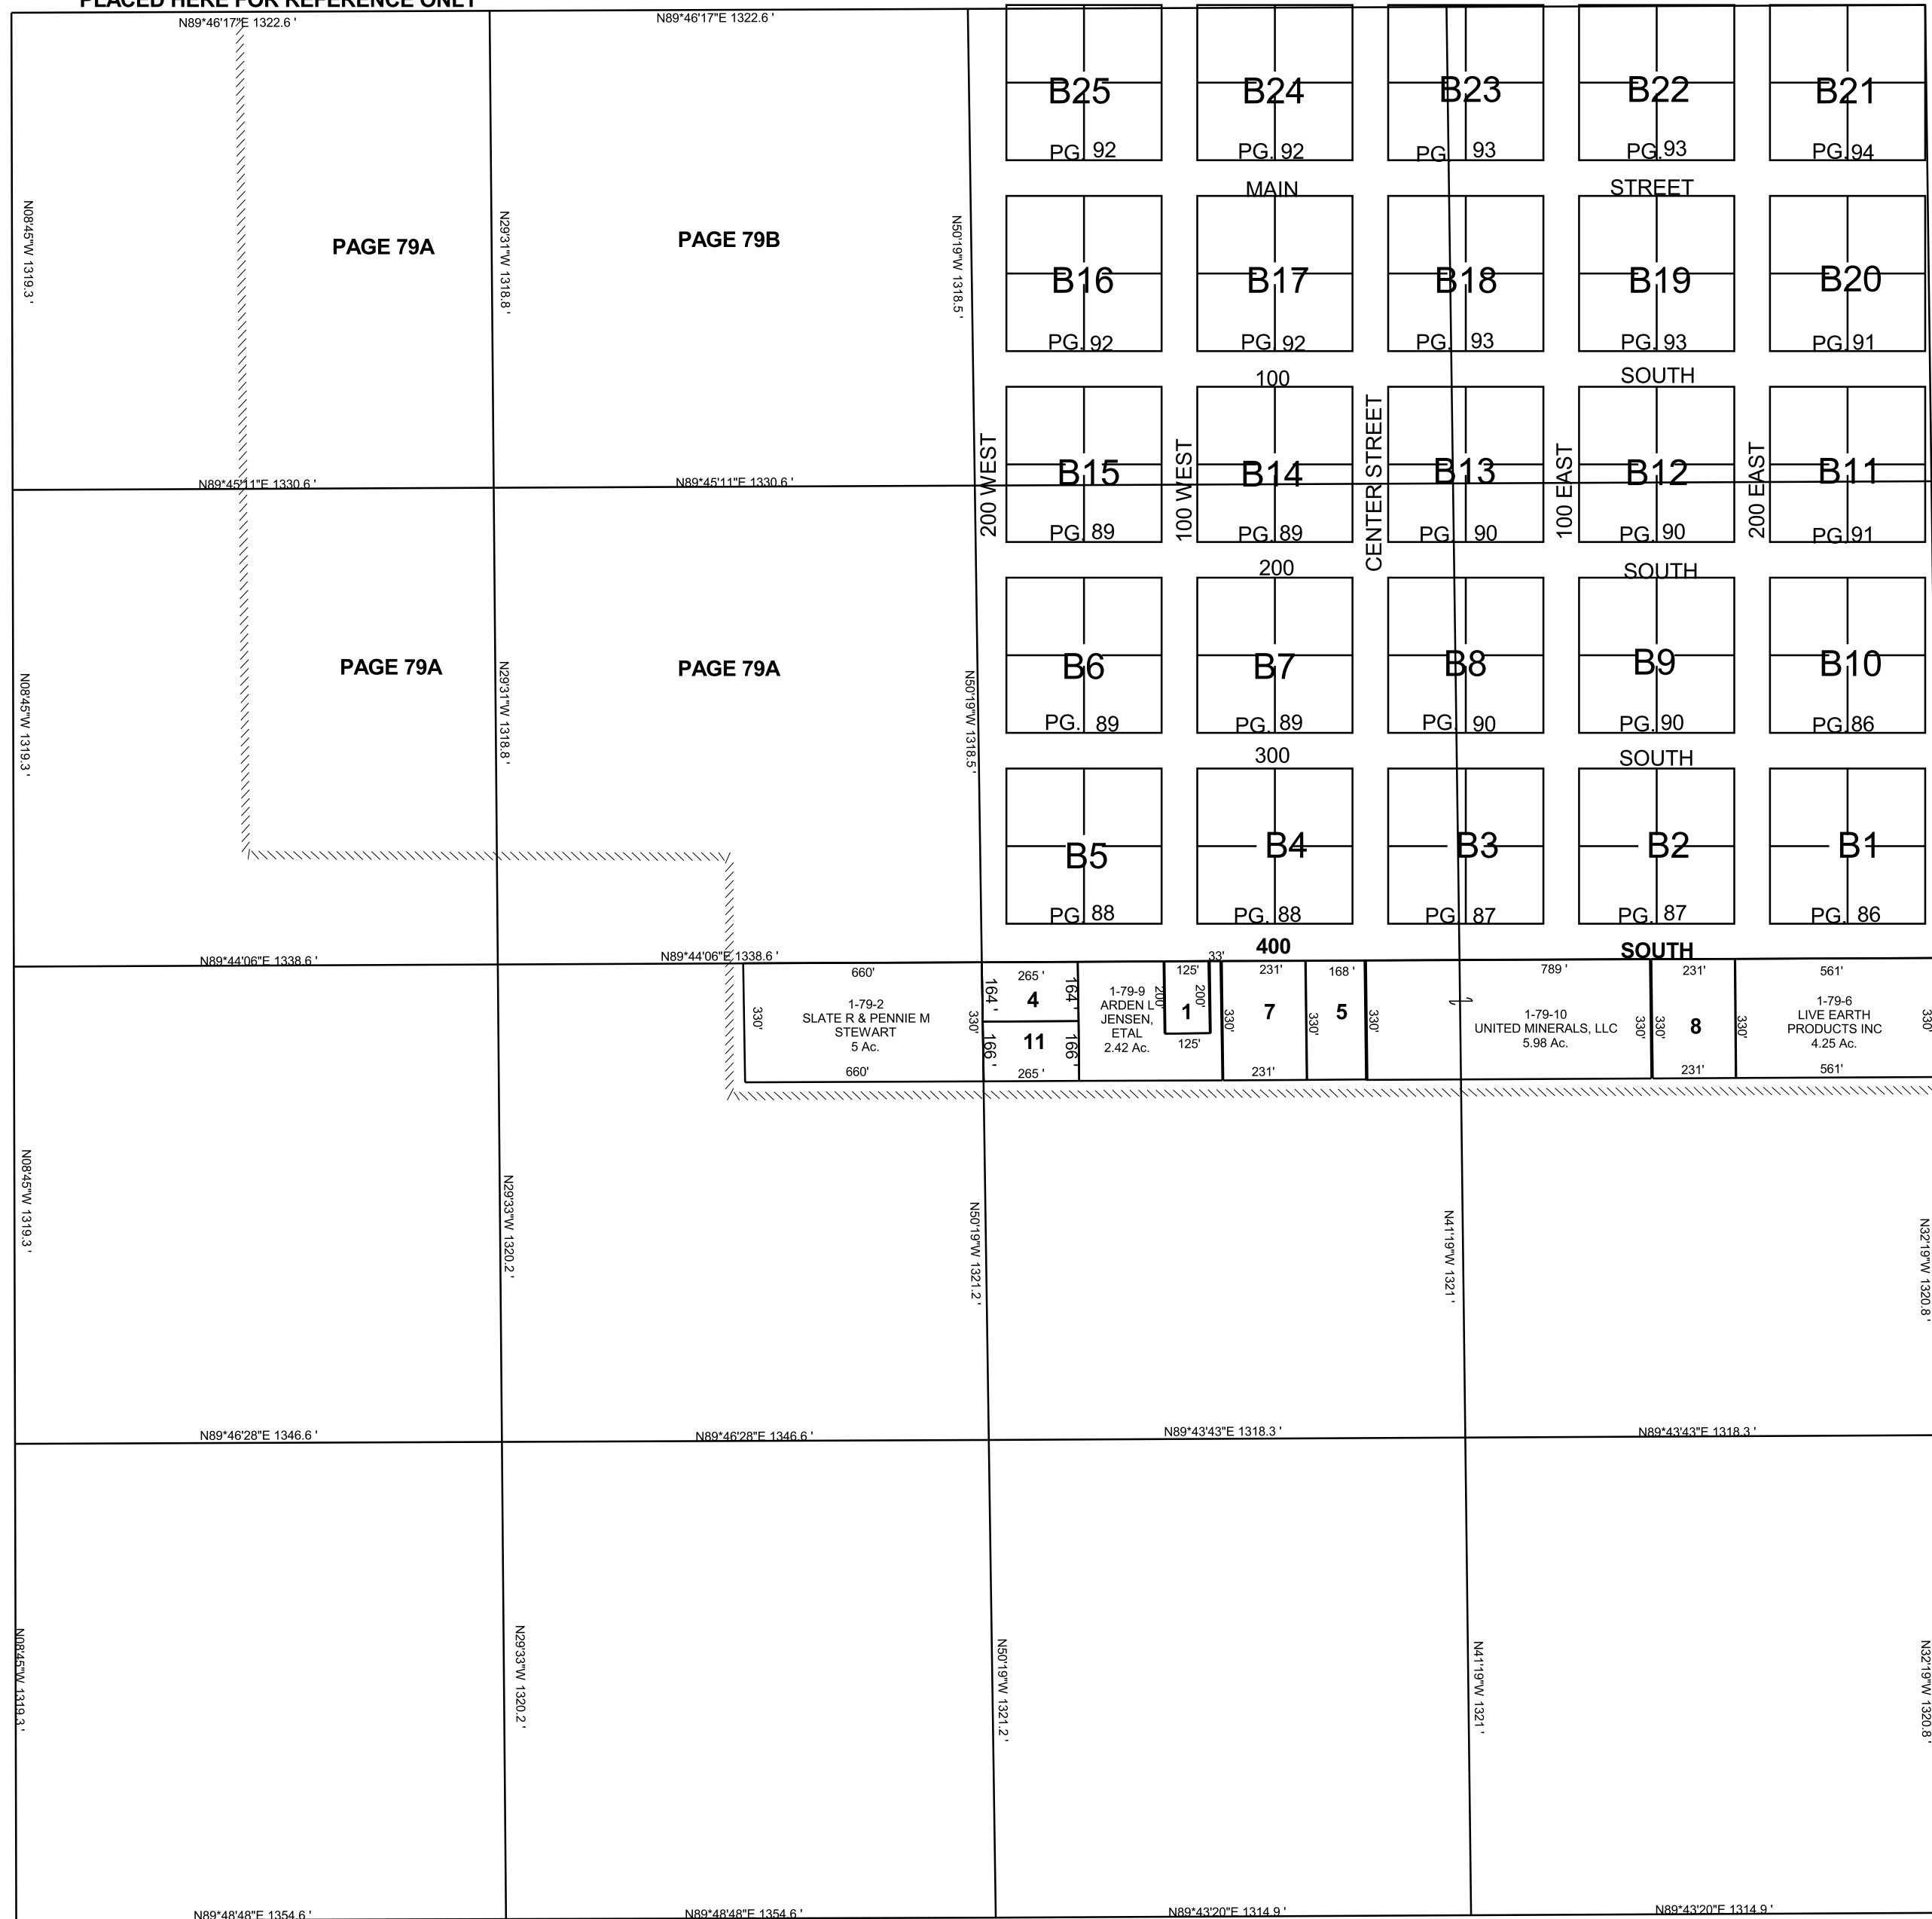 PLACED HERE FOR REFERENCE ONLY
N89*46'17"E 1322.6 '
N89*46'17"E 1322.6 '
B25
B24
B23
B22
B21
PG. 92
PG. 92
PG. 93
PG. 93
PG. 94
MAIN
STREET
N08'45"W 1319.3 '
PAGE 79A
N29'31"W 1318.8 '
PAGE 79B
N50'19"W 1318.5 '
B16
B17
B18
B19
B20
PG. 92
PG. 92
PG. 93
PG. 93
PG. 91
100
SOUTH
200 WEST
100 WEST
CENTER STREET
100 EAST
200 EAST
B15
B14
B13
B12
B11
N89*45'11"E 1330.6 '
N89*45'11"E 1330.6 '
PG. 89
PG. 89
PG. 90
PG. 90
PG. 91
200
SOUTH
N08'45"W 1319.3 '
PAGE 79A
N29'31"W 1318.8 '
PAGE 79A
N50'19"W 1318.5 '
B6
B7
B8
B9
B10
PG. 89
PG. 89
PG. 90
PG. 90
PG. 86
300
SOUTH
B5
B4
B3
B2
B1
PG. 88
PG. 88
PG. 87
PG. 87
PG. 86
400
SOUTH
N89*44'06"E 1338.6 '
N89*44'06"E 1338.6 '
660'
330'
1-79-2
SLATE R & PENNIE M
STEWART
5 Ac.
330'
660'
265 '
164 '
4
164 '
166 '
11
166 '
265 '
1-79-9
ARDEN L
JENSEN,
ETAL
2.42 Ac.
125'
200'
1
200'
125'
33'
231'
330'
7
330'
231'
168 '
5
330'
789 '
1-79-10
UNITED MINERALS, LLC
5.98 Ac.
330'
231'
330'
8
330'
231'
561'
1-79-6
LIVE EARTH
PRODUCTS INC
4.25 Ac.
330'
561'
N08'45"W 1319.3 '
N29'33"W 1320.2 '
N50'19"W 1321.2 '
N41'19"W 1321 '
N32'19"W 1320.8 '
N89*46'28"E 1346.6 '
N89*46'28"E 1346.6 '
N89*43'43"E 1318.3 '
N89*43'43"E 1318.3 '
N08'45"W 1319.3 '
N29'33"W 1320.2 '
N50'19"W 1321.2 '
N41'19"W 1321 '
N32'19"W 1320.8 '
N89*48'48"E 1354.6 '
N89*48'48"E 1354.6 '
N89*43'20"E 1314.9 '
N89*43'20"E 1314.9 '